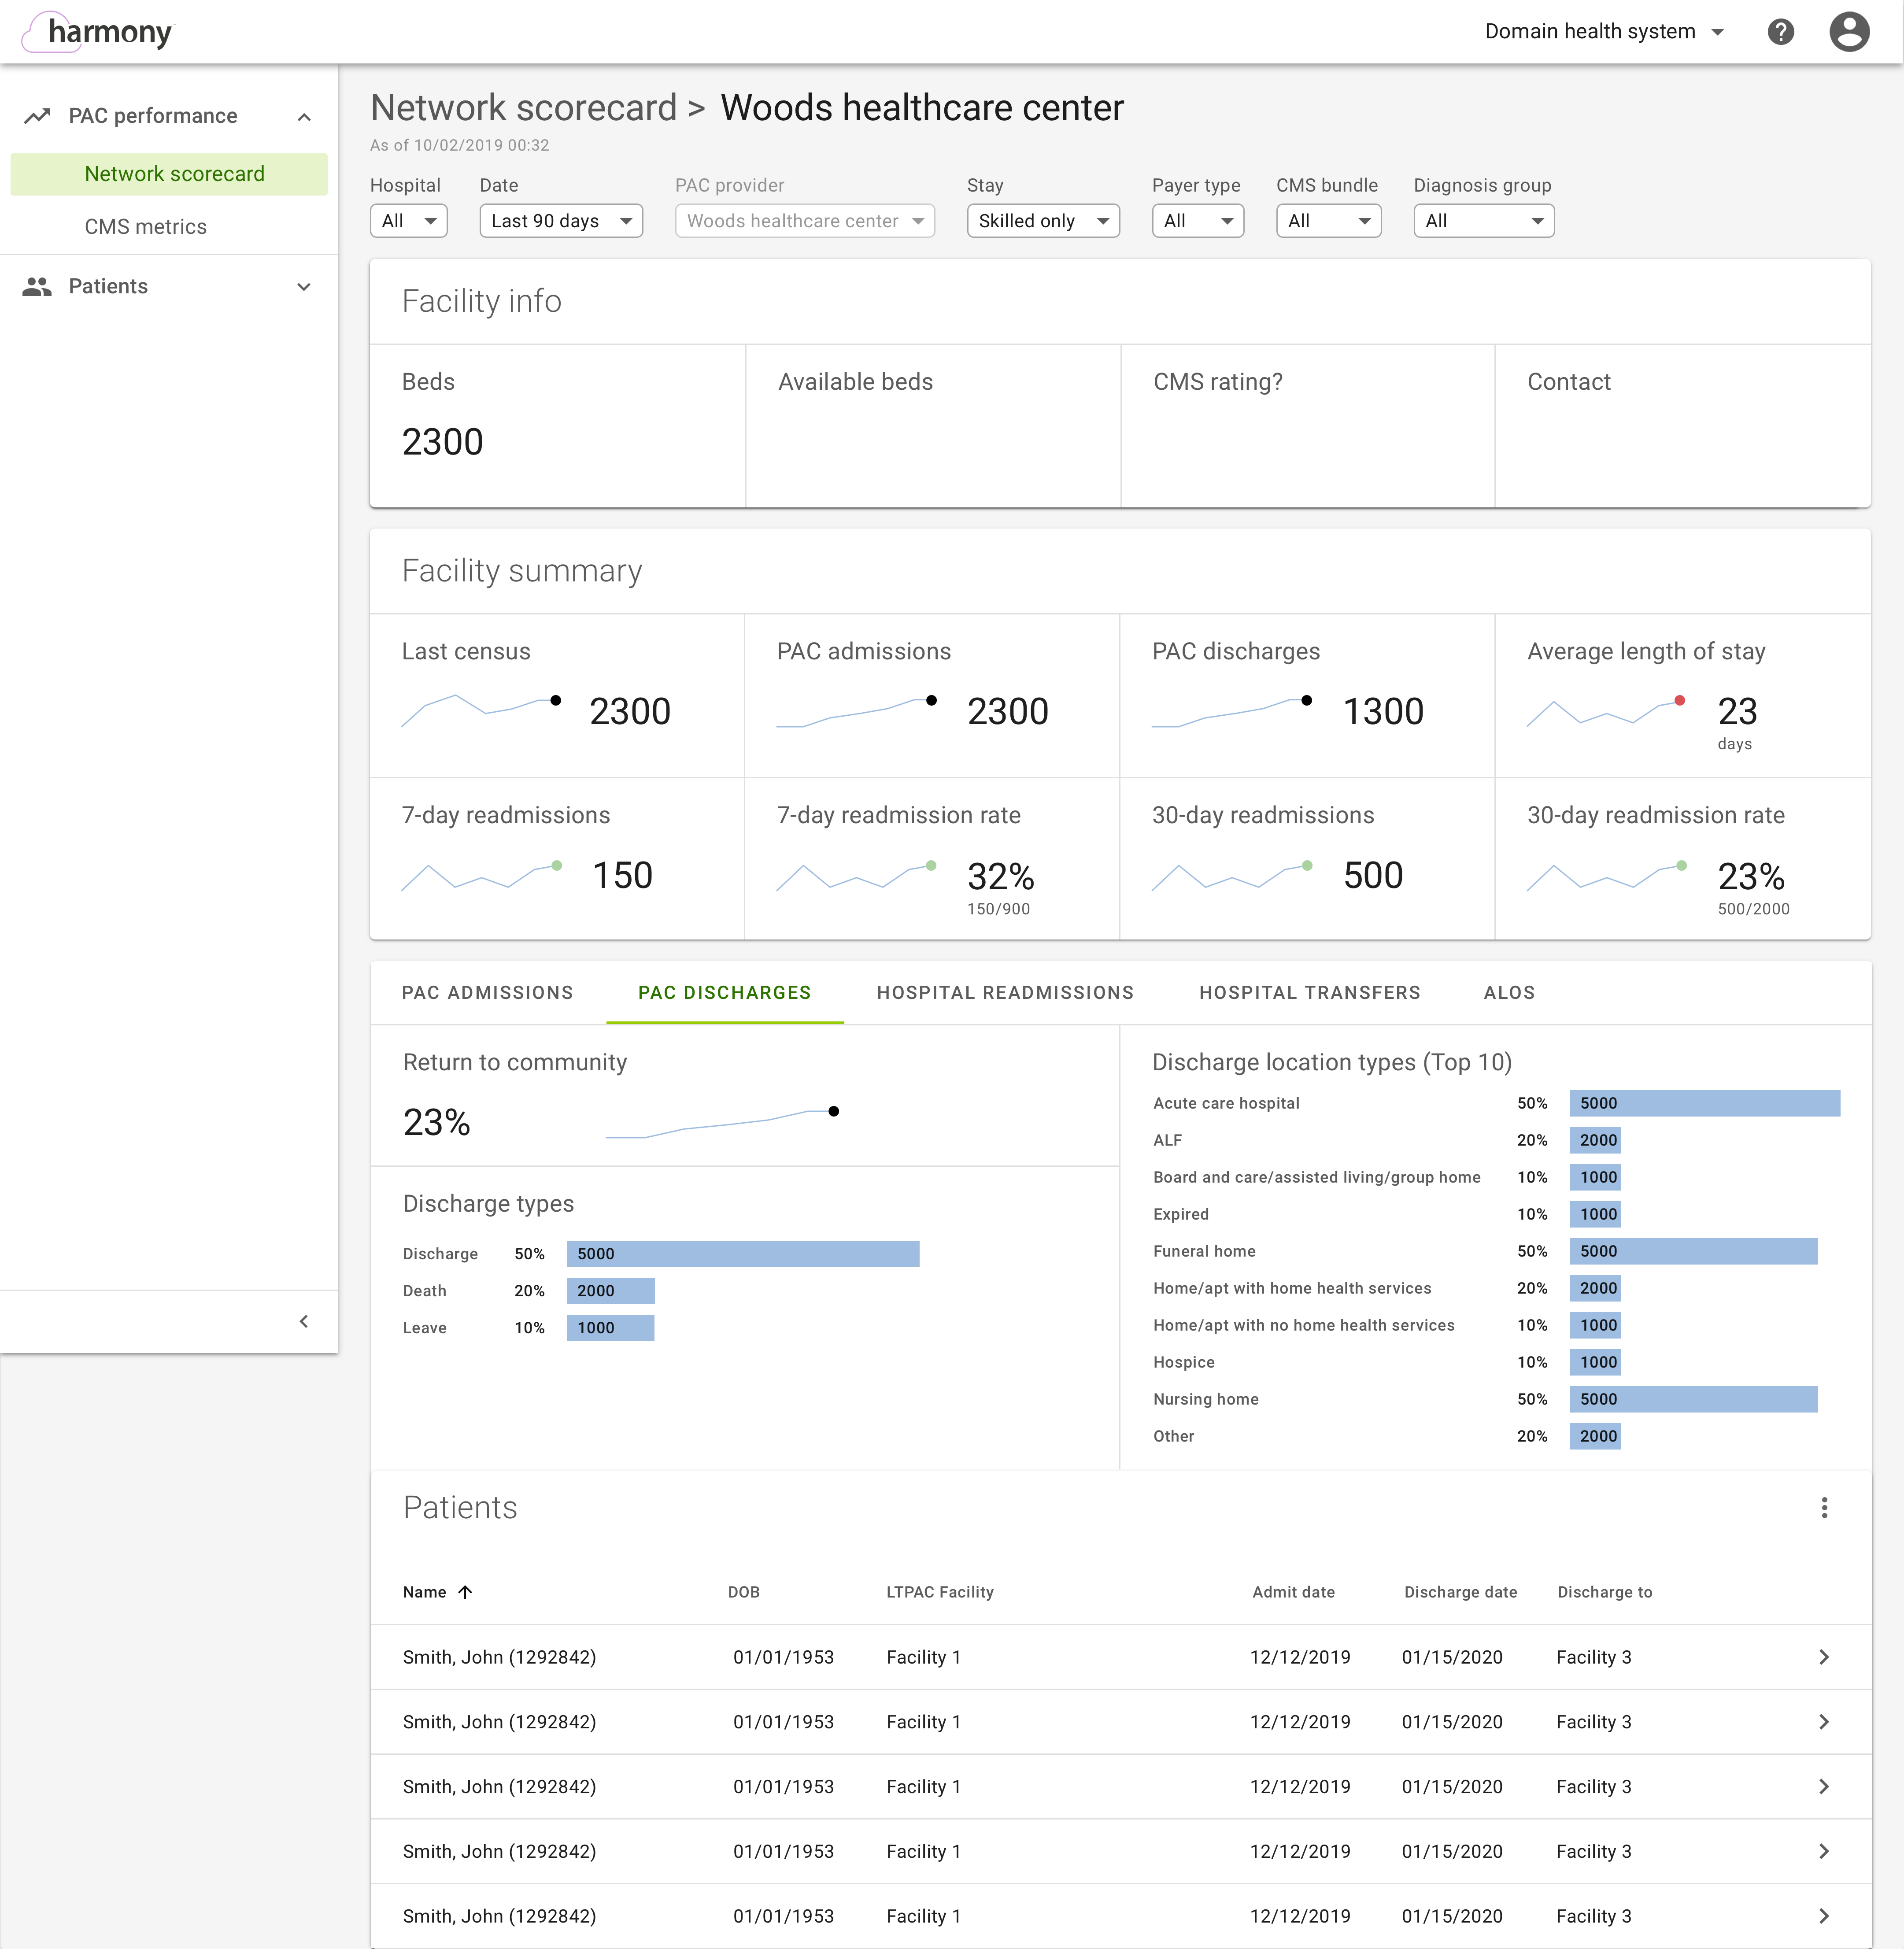 harmony
Domain health system
PAC performance
Network scorecard
CMS metrics
Patients
Network scorecard > Woods healthcare center
As of 10/02/2019 00:32
Hospital Date PAC provider Stay Payer type CMS bundle Diagnosis group
All Last 90 days Woods healthcare center Skilled only All All All
Facility info
Beds Available beds CMS rating? Contact
2300
Facility summary
Last census PAC admissions PAC discharges Average length of stay
2300 2300 1300 23
days
7-day readmissions 7-day readmission rate 30-day readmissions 30-day readmission rate
150 32% 500 23%
150/900 500/2000
PAC ADMISSIONS PAC DISCHARGES HOSPITAL READMISSIONS HOSPITAL TRANSFERS ALOS
Return to community
23%
Discharge types
Discharge 50% 5000
Death 20% 2000
Leave 10% 1000
Discharge location types (Top 10)
Acute care hospital 50% 5000
ALF 20% 2000
Board and care/assisted living/group home 10% 1000
Expired 10% 1000
Funeral home 50% 5000
Home/apt with home health services 20% 2000
Home/apt with no home health services 10% 1000
Hospice 10% 1000
Nursing home 50% 5000
Other 20% 2000
Patients
Name DOB LTPAC Facility Admit date Discharge date Discharge to
Smith, John (1292842) 01/01/1953 Facility 1 12/12/2019 01/15/2020 Facility 3
Smith, John (1292842) 01/01/1953 Facility 1 12/12/2019 01/15/2020 Facility 3
Smith, John (1292842) 01/01/1953 Facility 1 12/12/2019 01/15/2020 Facility 3
Smith, John (1292842) 01/01/1953 Facility 1 12/12/2019 01/15/2020 Facility 3
Smith, John (1292842) 01/01/1953 Facility 1 12/12/2019 01/15/2020 Facility 3